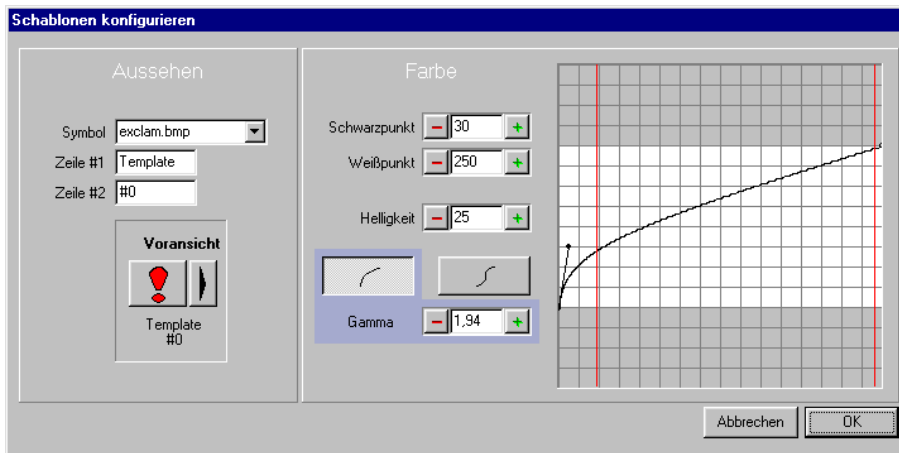 Schablonen konfigurieren
Aussehen
Symbol exclam.bmp
Zeile #1 Template
Zeile #2 #0
Voransicht
Template
#0
Farbe
Schwarzpunkt - 30 +
Weißpunkt - 250 +
Helligkeit - 25 +
Gamma - 1,94 +
Abbrechen OK